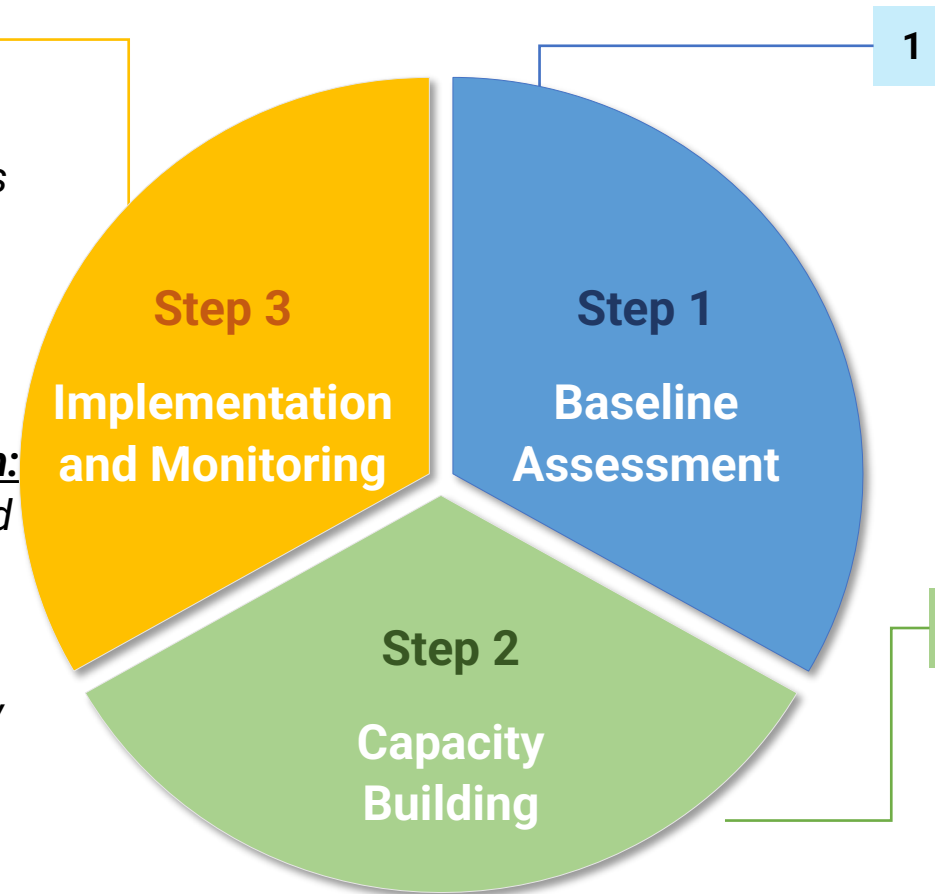 1
Step 3
Implementation
and Monitoring
Step 1
Baseline
Assessment
Step 2
Capacity
Building